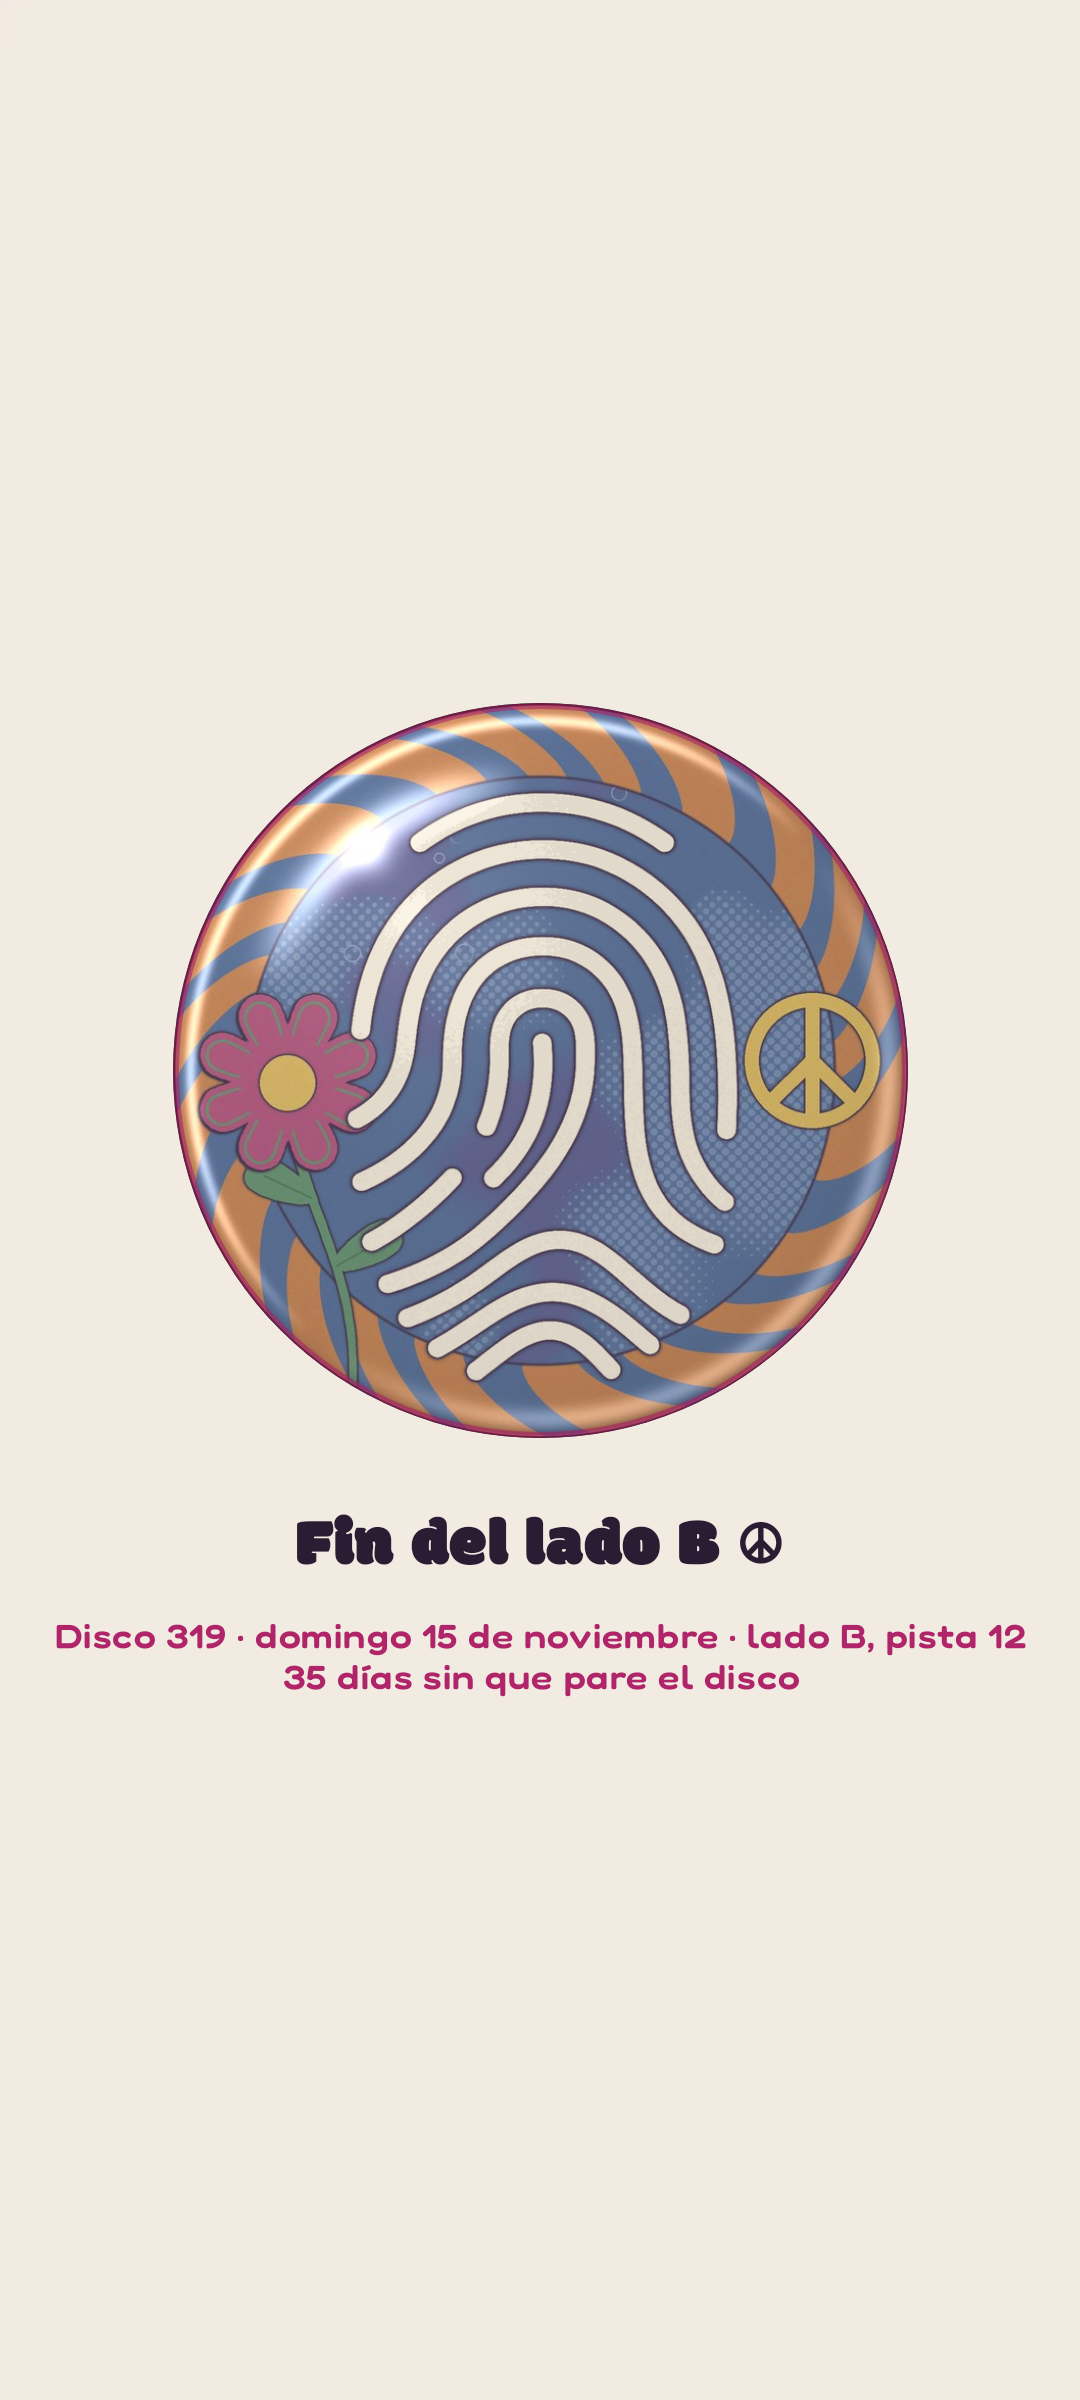 Fin del lado B ☮
Disco 319 · domingo 15 de noviembre · lado B, pista 12
35 días sin que pare el disco